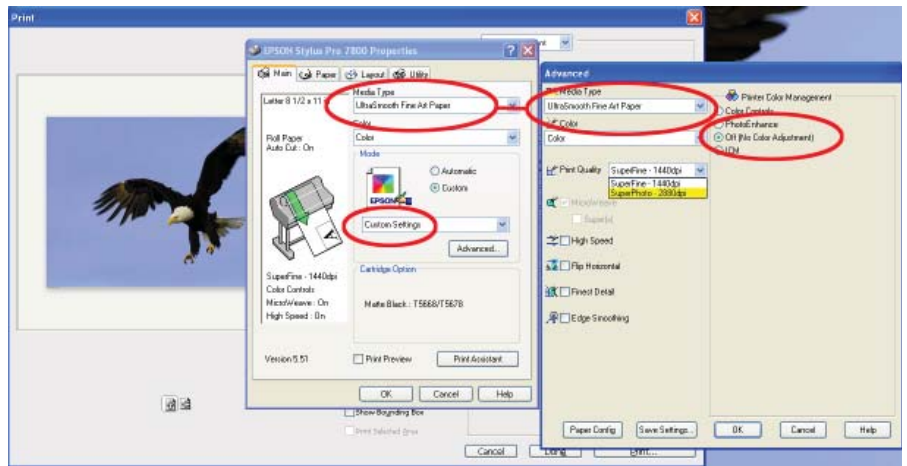 Print
EPSON Stylus Pro 7800 Properties
Main
Paper
Layout
Utility
Letter 8 1/2 x 11 in
Roll Paper
Auto Cut : On
SuperFine - 1440dpi
Color Controls
MicroWeave : On
High Speed : On
Version 5.51
Media Type
UltraSmooth Fine Art Paper
Color
Color
Mode
EPSON
Automatic
Custom
Custom Settings
Advanced...
Cartridge Option
Matte Black : T5668/T5678
Print Preview
Print Assistant
OK
Cancel
Help
Show Bounding Box
Print Selected Area
Cancel
Done
Print...
Advanced
Media Type
UltraSmooth Fine Art Paper
Color
Color
Print Quality
SuperFine - 1440dpi
SuperFine - 1440dpi
SuperPhoto - 2880dpi
MicroWeave
Super
High Speed
Flip Horizontal
Finest Detail
Edge Smoothing
Printer Color Management
Color Controls
PhotoEnhance
Off (No Color Adjustment)
ICM
Paper Config
Save Settings...
OK
Cancel
Help